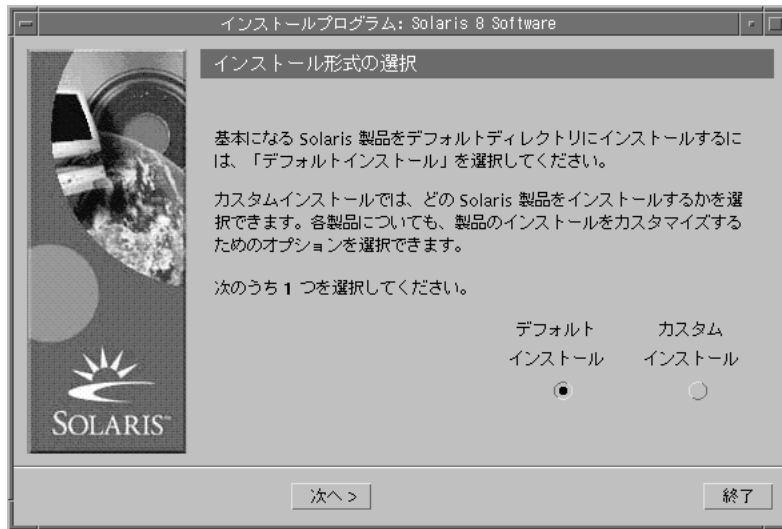 インストールプログラム: Solaris 8 Software
インストール形式の選択
基本になる Solaris 製品をデフォルトディレクトリにインストールするに
は、「デフォルトインストール」を選択してください。
カスタムインストールでは、どの Solaris 製品をインストールするかを選
択できます。各製品についても、製品のインストールをカスタマイズする
ためのオプションを選択できます。
次のうち 1 つを選択してください。
デフォルト
インストール
カスタム
インストール
SOLARIS™
次へ >
終了